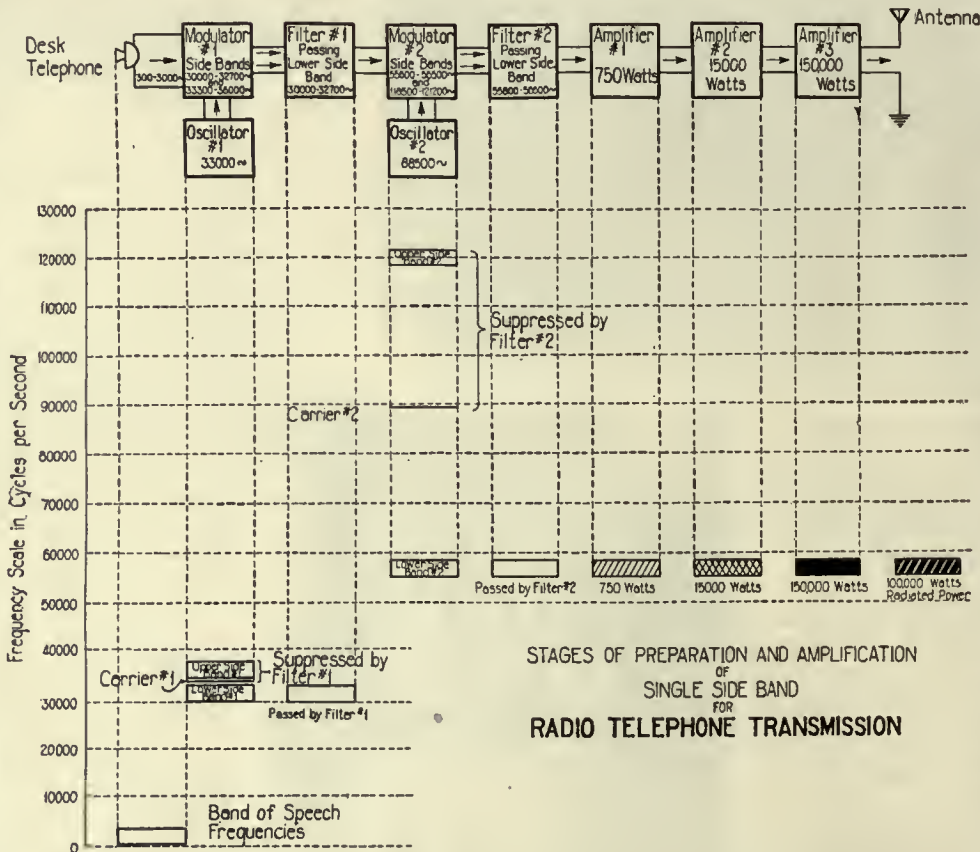 Desk
Telephone
300-3000~
Modulator
#1
Side Bands
30000-32700~
and
33300-36000~
Filter #1
Passing
Lower Side
Band
30000-32700~
Modulator
#2
Side Bands
55800-58500~
and
118500-121200~
Filter #2
Passing
Lower Side
Band
55800-58500~
Amplifier
#1
750 Watts
Amplifier
#2
15000
Watts
Amplifier
#3
150,000
Watts
Antenna
Oscillator
#1
33000~
Oscillator
#2
88500~
Frequency Scale in Cycles per Second
130000
120000
110000
100000
90000
80000
70000
60000
50000
40000
30000
20000
10000
0
Upper Side
Band #2
Suppressed by
Filter #2
Carrier #2
Lower Side
Band #2
Passed by Filter #2
750 Watts
15000 Watts
150,000 Watts
100,000 Watts
Radiated Power
Carrier #1
Upper Side
Band #1
Suppressed by
Filter #1
Lower Side
Band #1
Passed by Filter #1
Band of Speech
Frequencies
STAGES OF PREPARATION AND AMPLIFICATION
OF
SINGLE SIDE BAND
FOR
RADIO TELEPHONE TRANSMISSION